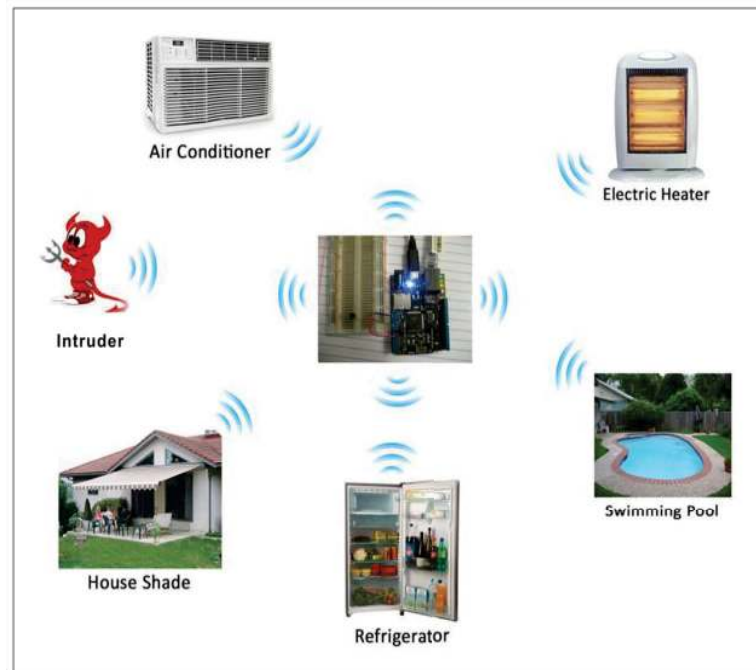 Air Conditioner
Electric Heater
Intruder
Swimming Pool
House Shade
Refrigerator